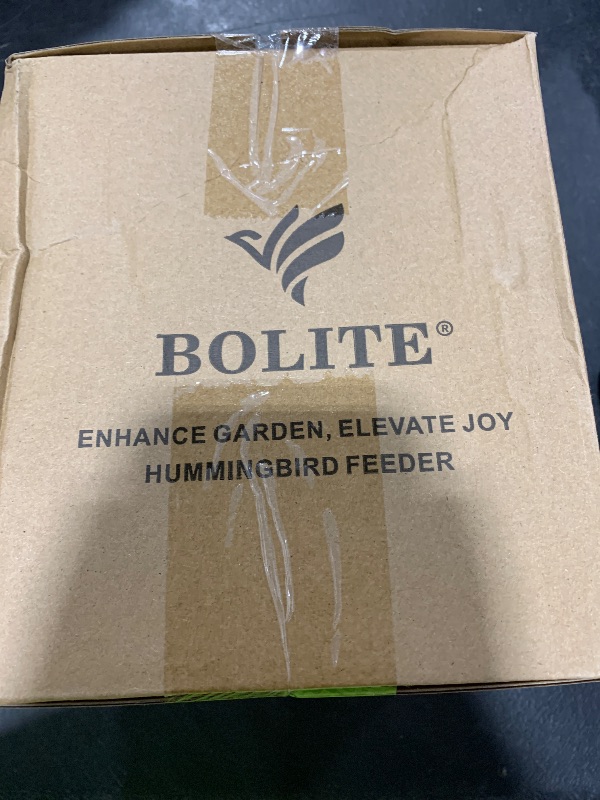 BOLITE®
ENHANCE GARDEN, ELEVATE JOY
HUMMINGBIRD FEEDER